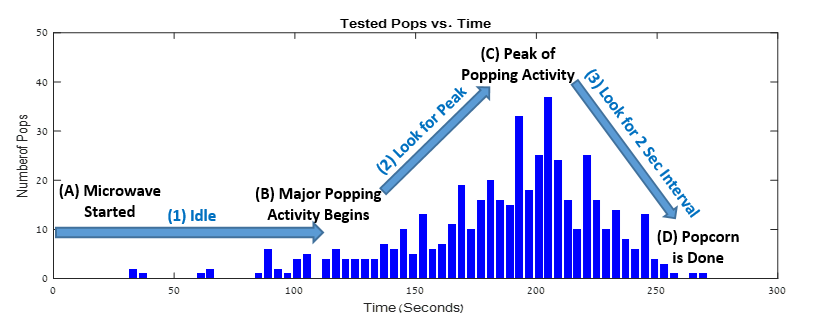 Tested Pops vs. Time
50
40
30
20
10
0
Numberof Pops
(C) Peak of
Popping Activity
(2) Look for Peak
(3) Look for 2 Sec Interval
(A) Microwave
Started
(1) Idle
(B) Major Popping
Activity Begins
(D) Popcorn
is Done
0 50 100 150 200 250 300
Time (Seconds)